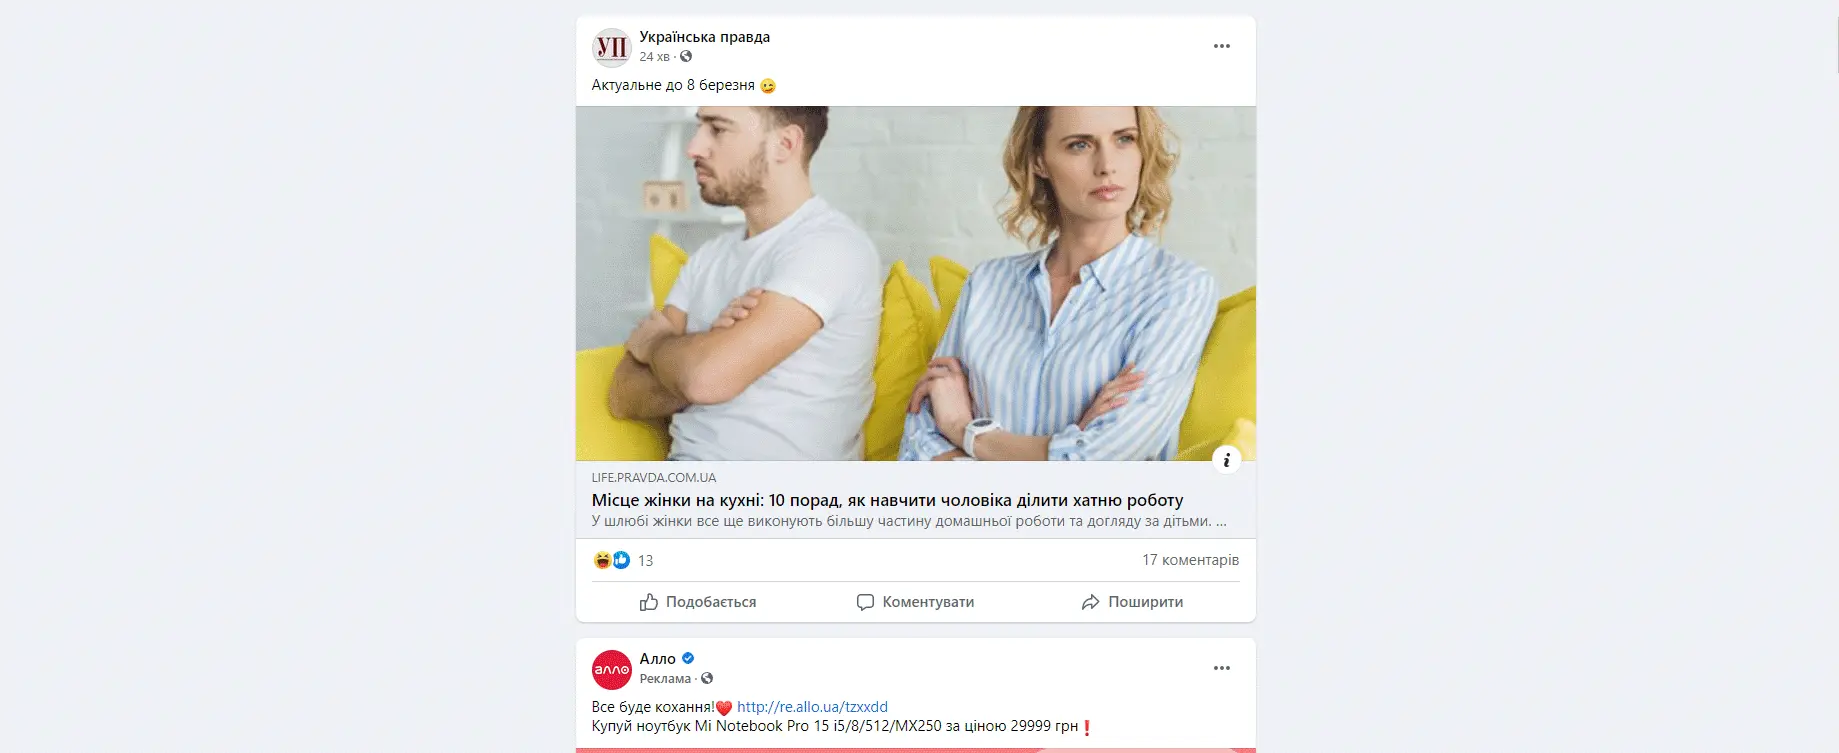 УП
Українська правда
24 хв ·
Актуальне до 8 березня 😜
LIFE.PRAVDA.COM.UA
Місце жінки на кухні: 10 порад, як навчити чоловіка ділити хатню роботу
У шлюбі жінки все ще виконують більшу частину домашньої роботи та догляду за дітьми. ...
13
17 коментарів
Подобається
Коментувати
Поширити
алло
Алло
Реклама ·
Все буде кохання!❤️ http://re.allo.ua/tzxxdd
Купуй ноутбук Mi Notebook Pro 15 i5/8/512/MX250 за ціною 29999 грн❗